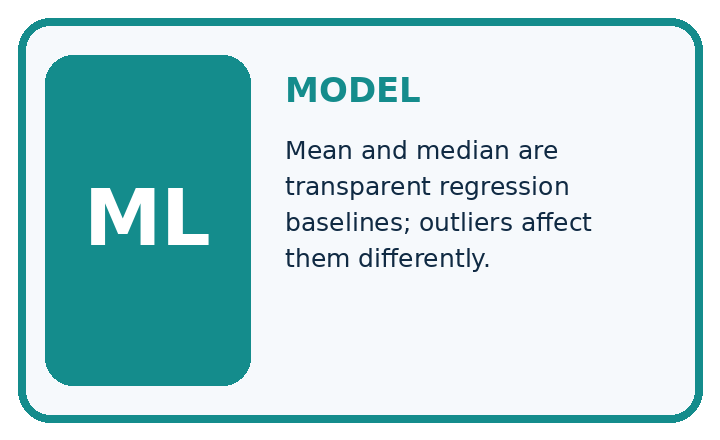 ML
MODEL
Mean and median are
transparent regression
baselines; outliers affect
them differently.